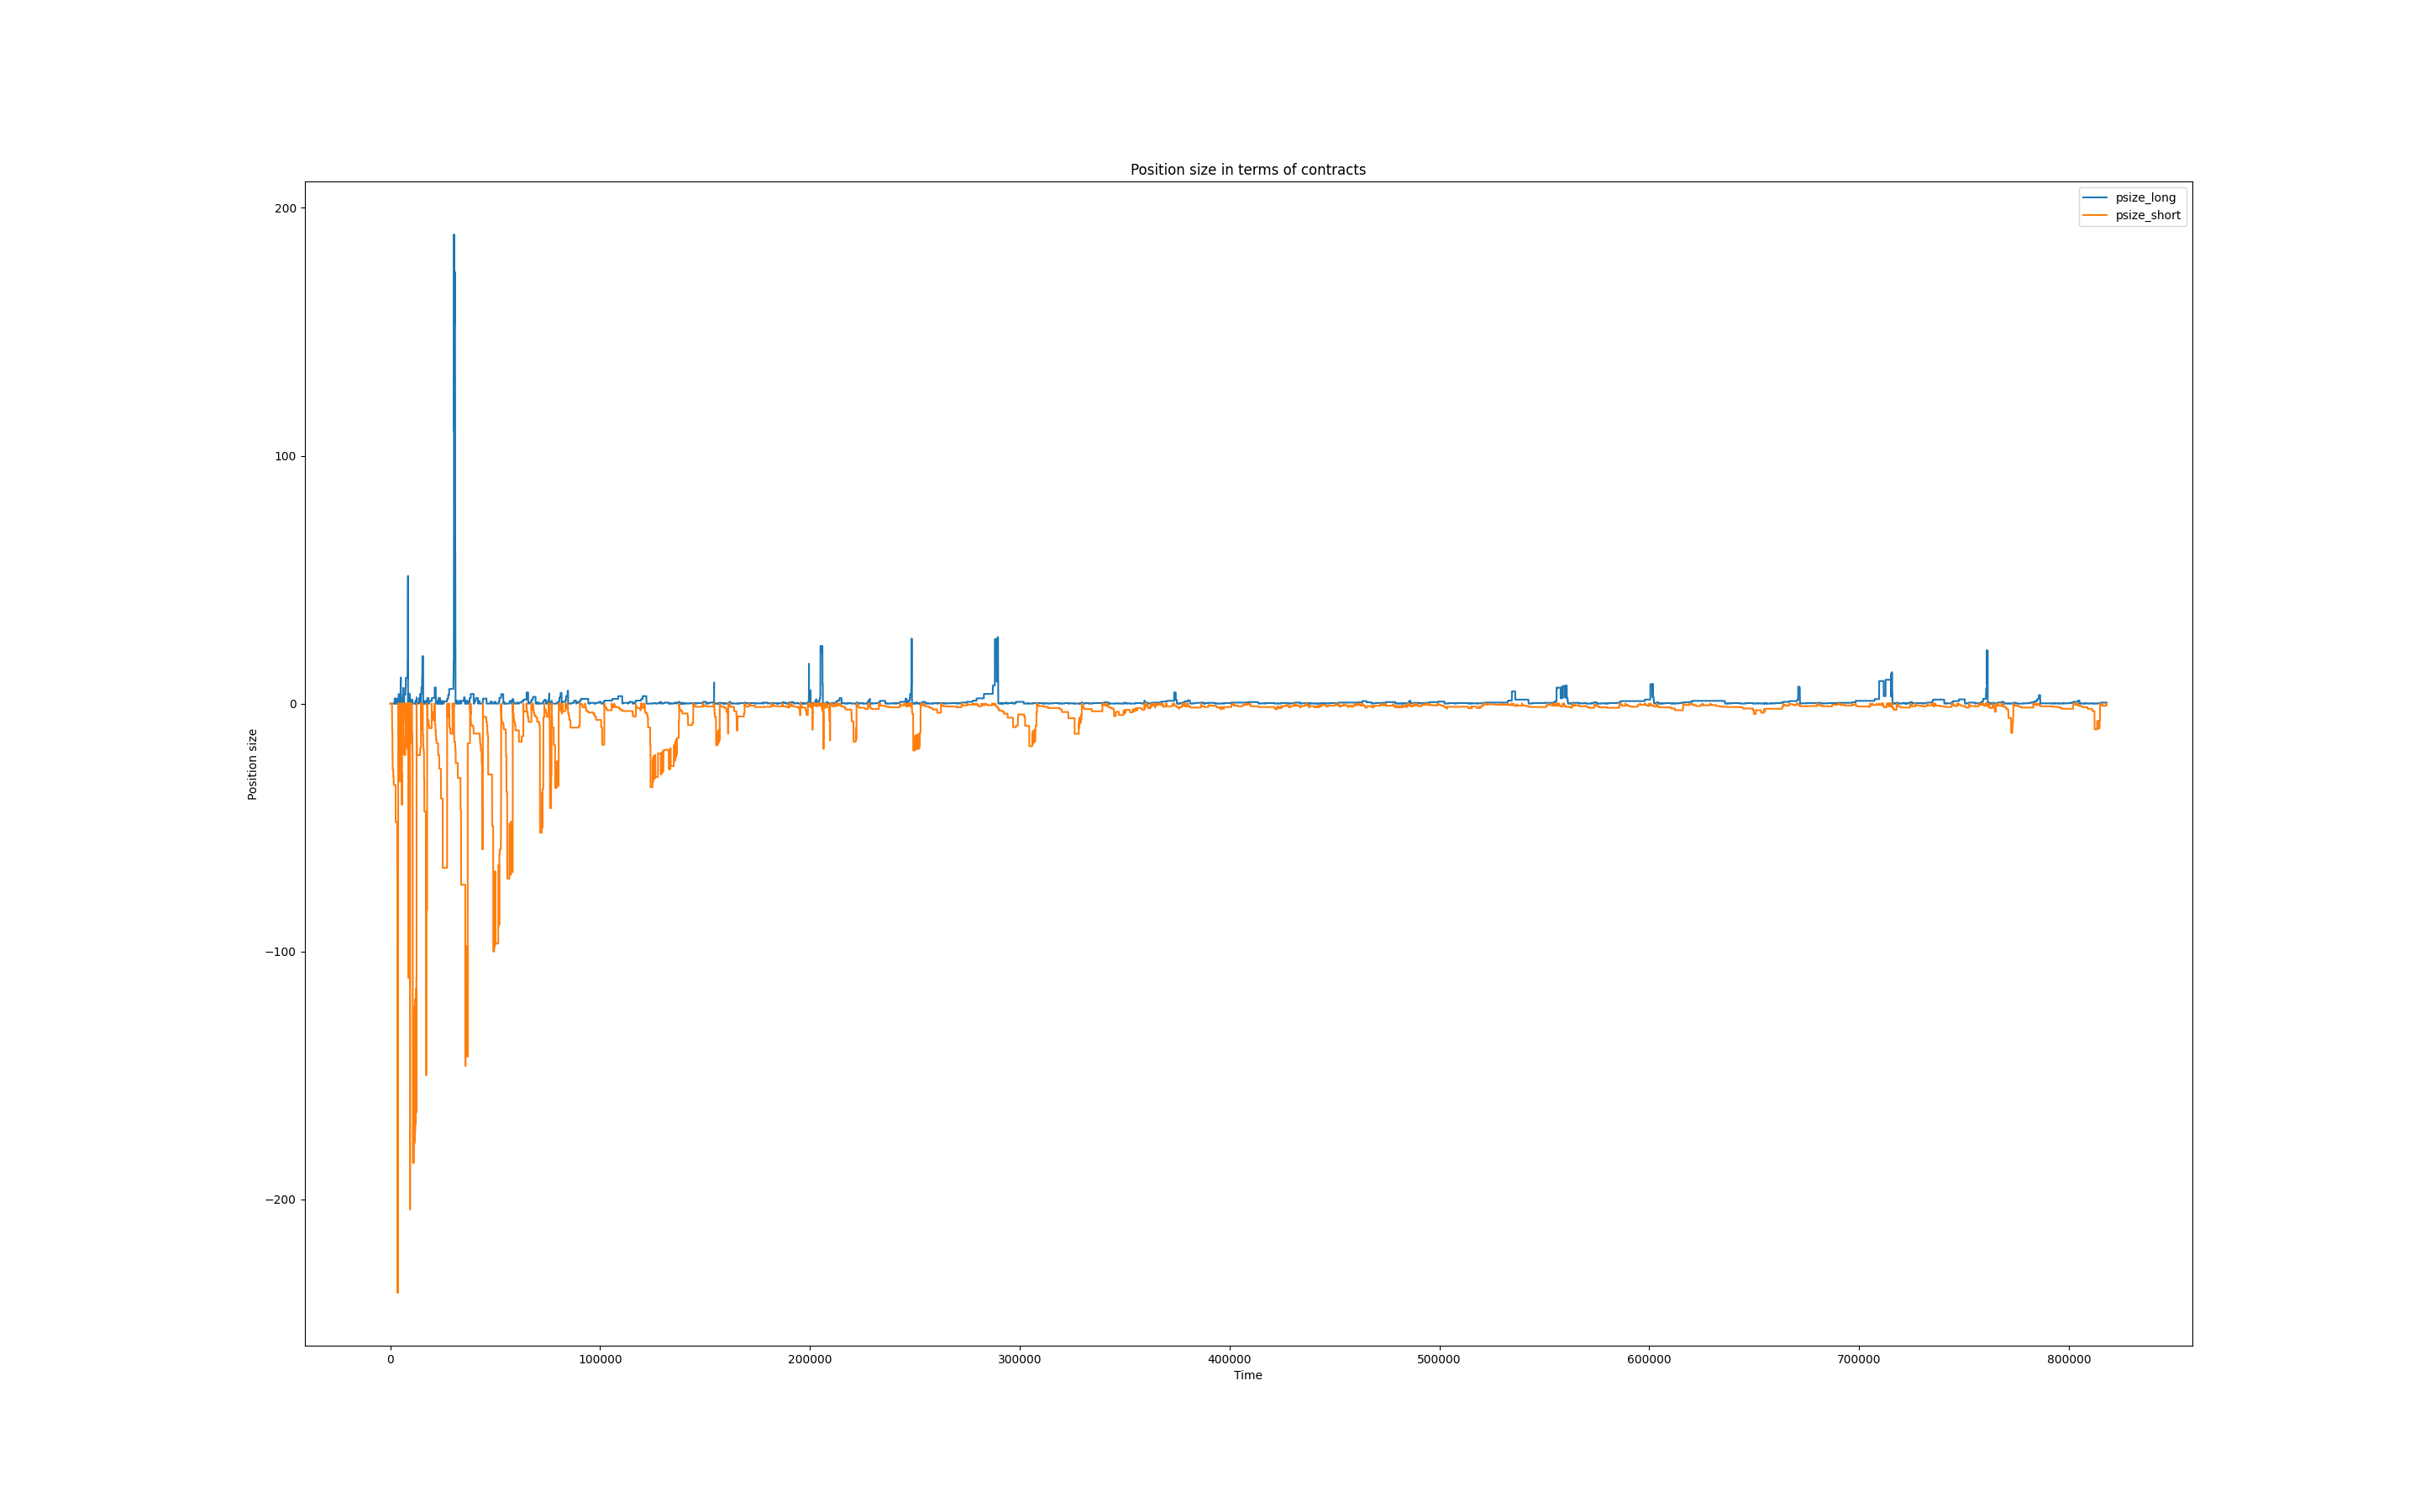 Position size in terms of contracts
psize_long
psize_short
200
100
0
−100
−200
Position size
0 100000 200000 300000 400000 500000 600000 700000 800000
Time